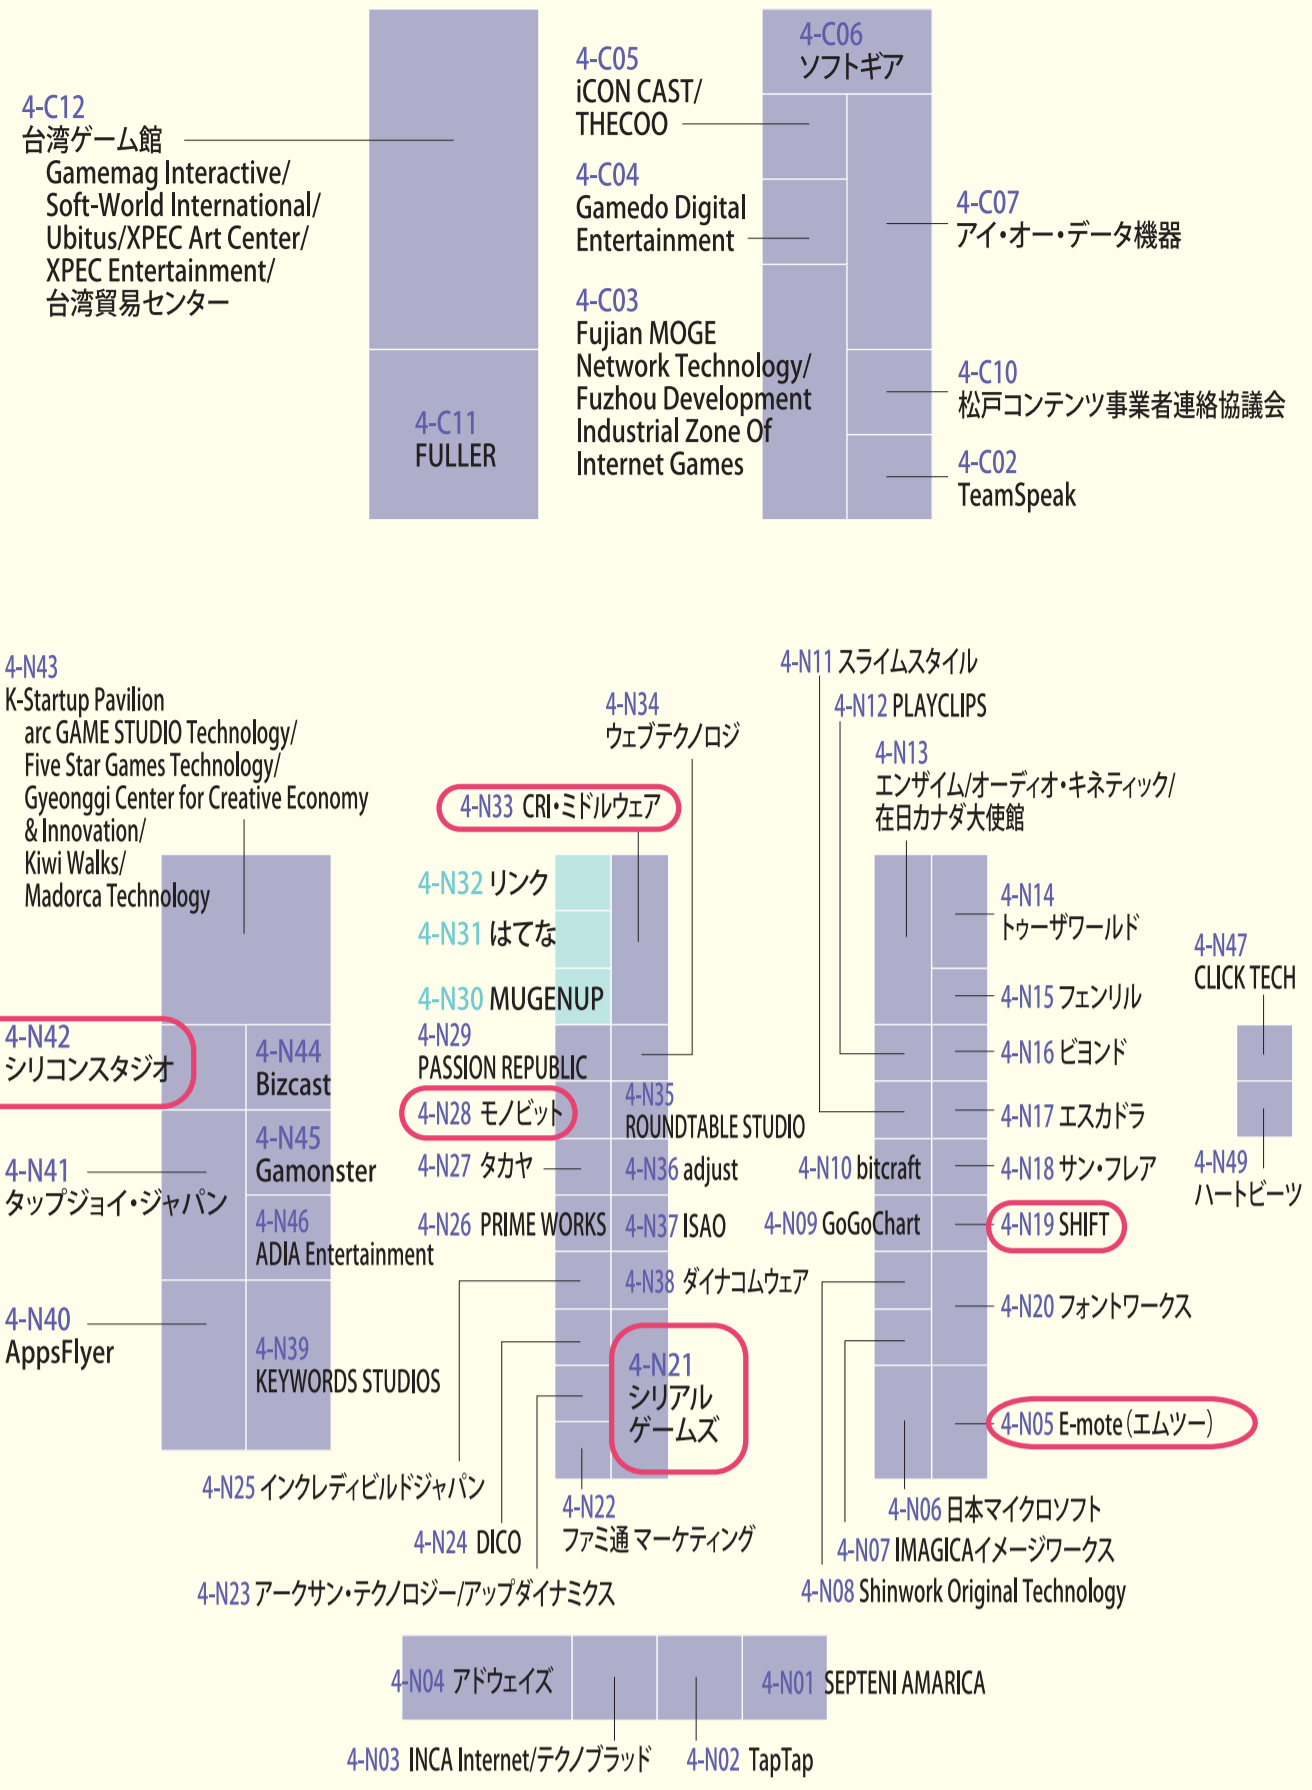 4-C06
ソフトギア
4-C05
iCON CAST/
THECOO
4-C12
台湾ゲーム館
Gamemag Interactive/
Soft-World International/
Ubitus/XPEC Art Center/
XPEC Entertainment/
台湾貿易センター
4-C04
Gamedo Digital
Entertainment
4-C07
アイ・オー・データ機器
4-C03
Fujian MOGE
Network Technology/
Fuzhou Development
Industrial Zone Of
Internet Games
4-C10
松戸コンテンツ事業者連絡協議会
4-C11
FULLER
4-C02
TeamSpeak
4-N43
K-Startup Pavilion
arc GAME STUDIO Technology/
Five Star Games Technology/
Gyeonggi Center for Creative Economy
& Innovation/
Kiwi Walks/
Madorca Technology
4-N34
ウェブテクノロジ
4-N33 CRI・ミドルウェア
4-N32 リンク
4-N31 はてな
4-N30 MUGENUP
4-N29
PASSION REPUBLIC
4-N28 モノビット
4-N27 タカヤ
4-N26 PRIME WORKS
4-N35
ROUNDTABLE STUDIO
4-N36 adjust
4-N37 ISAO
4-N38 ダイナコムウェア
4-N21
シリアル
ゲームズ
4-N42
シリコンスタジオ
4-N44
Bizcast
4-N41
タップジョイ・ジャパン
4-N45
Gamonster
4-N46
ADIA Entertainment
4-N40
AppsFlyer
4-N39
KEYWORDS STUDIOS
4-N25 インクレディビルドジャパン
4-N24 DICO
4-N23 アークサン・テクノロジー/アップダイナミクス
4-N22
ファミ通 マーケティング
4-N11 スライムスタイル
4-N12 PLAYCLIPS
4-N13
エンザイム/オーディオ・キネティック/
在日カナダ大使館
4-N14
トゥーザワールド
4-N15 フェンリル
4-N16 ビヨンド
4-N17 エスカドラ
4-N10 bitcraft
4-N18 サン・フレア
4-N09 GoGoChart
4-N19 SHIFT
4-N20 フォントワークス
4-N05 E-mote（エムツー）
4-N06 日本マイクロソフト
4-N07 IMAGICAイメージワークス
4-N08 Shinwork Original Technology
4-N47
CLICK TECH
4-N49
ハートビーツ
4-N04 アドウェイズ
4-N01 SEPTENI AMARICA
4-N03 INCA Internet/テクノブラッド
4-N02 TapTap